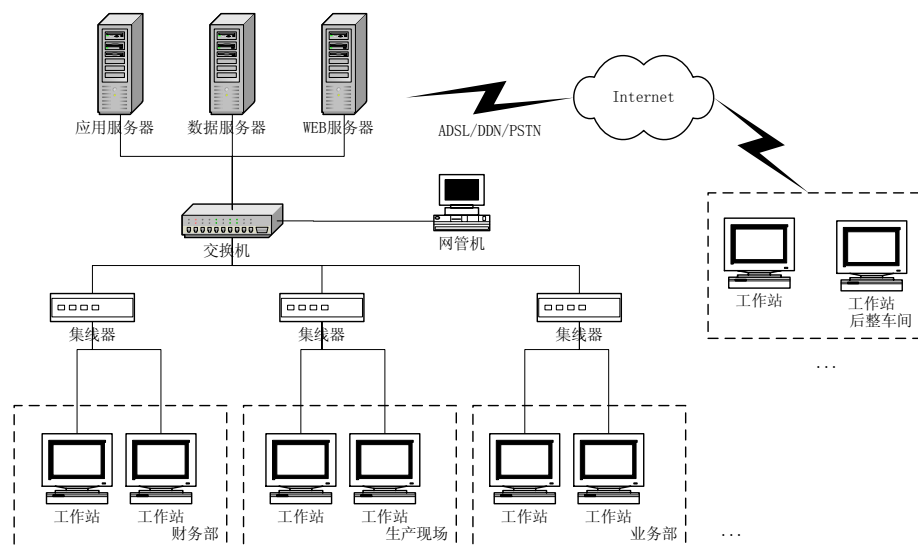 应用服务器
数据服务器
WEB服务器
ADSL/DDN/PSTN
Internet
交换机
网管机
工作站
工作站
后整车间
集线器
集线器
集线器
...
工作站
工作站
财务部
工作站
工作站
生产现场
工作站
工作站
业务部
...